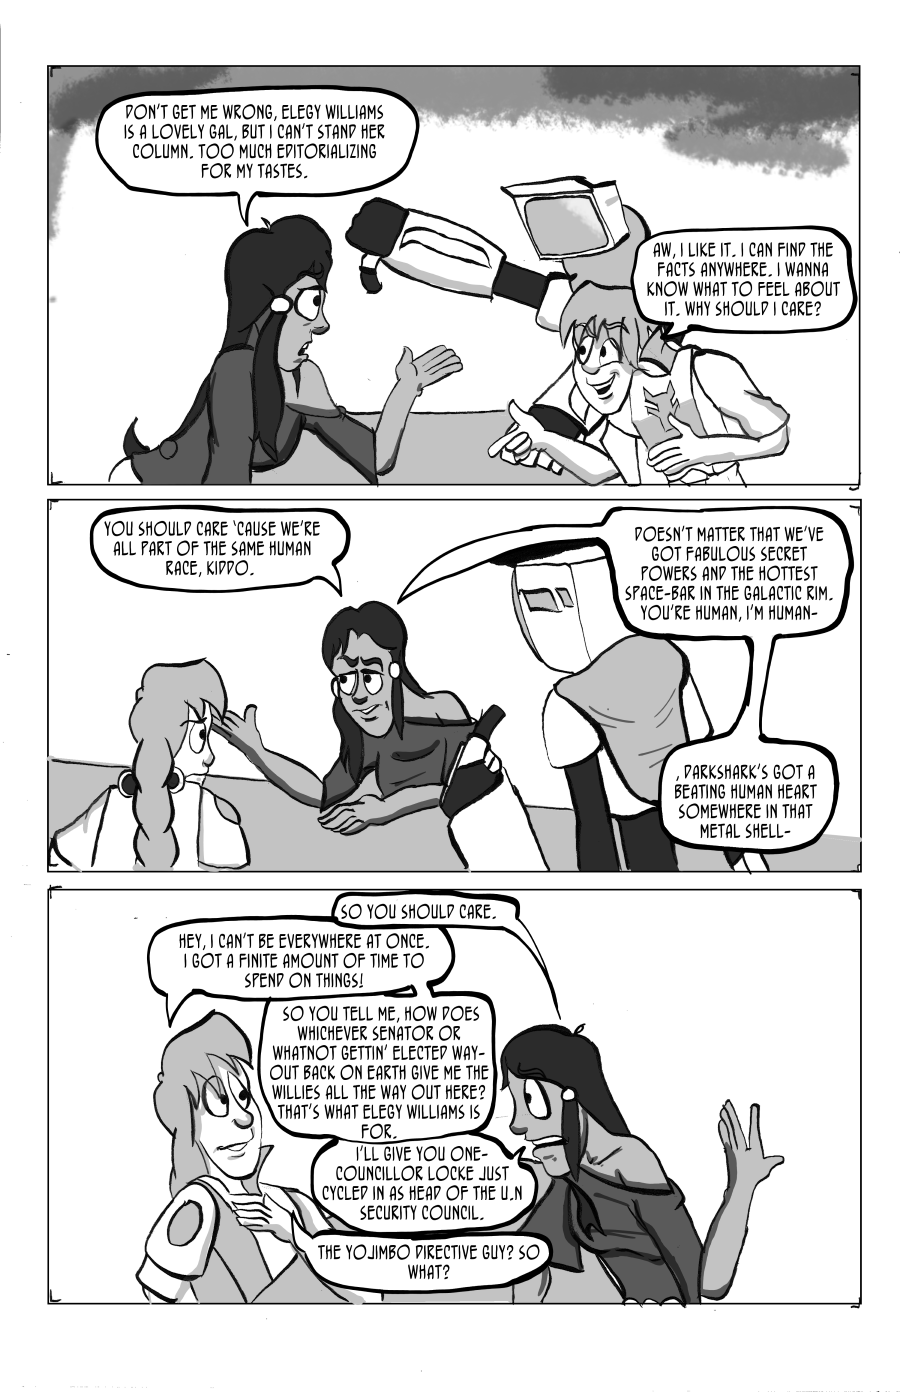 DON'T GET ME WRONG, ELEGY WILLIAMS
IS A LOVELY GAL, BUT I CAN'T STAND HER
COLUMN. TOO MUCH EDITORIALIZING
FOR MY TASTES.
AW, I LIKE IT. I CAN FIND THE
FACTS ANYWHERE. I WANNA
KNOW WHAT TO FEEL ABOUT
IT. WHY SHOULD I CARE?
YOU SHOULD CARE 'CAUSE WE'RE
ALL PART OF THE SAME HUMAN
RACE, KIDDO.
DOESN'T MATTER THAT WE'VE
GOT FABULOUS SECRET
POWERS AND THE HOTTEST
SPACE-BAR IN THE GALACTIC RIM.
YOU'RE HUMAN, I'M HUMAN-
, DARKSHARK'S GOT A
BEATING HUMAN HEART
SOMEWHERE IN THAT
METAL SHELL-
SO YOU SHOULD CARE.
HEY, I CAN'T BE EVERYWHERE AT ONCE.
I GOT A FINITE AMOUNT OF TIME TO
SPEND ON THINGS!
SO YOU TELL ME, HOW DOES
WHICHEVER SENATOR OR
WHATNOT GETTIN' ELECTED WAY-
OUT BACK ON EARTH GIVE ME THE
WILLIES ALL THE WAY OUT HERE?
THAT'S WHAT ELEGY WILLIAMS IS
FOR.
I'LL GIVE YOU ONE-
COUNCILLOR LOCKE JUST
CYCLED IN AS HEAD OF THE U.N
SECURITY COUNCIL.
THE YOJIMBO DIRECTIVE GUY? SO
WHAT?